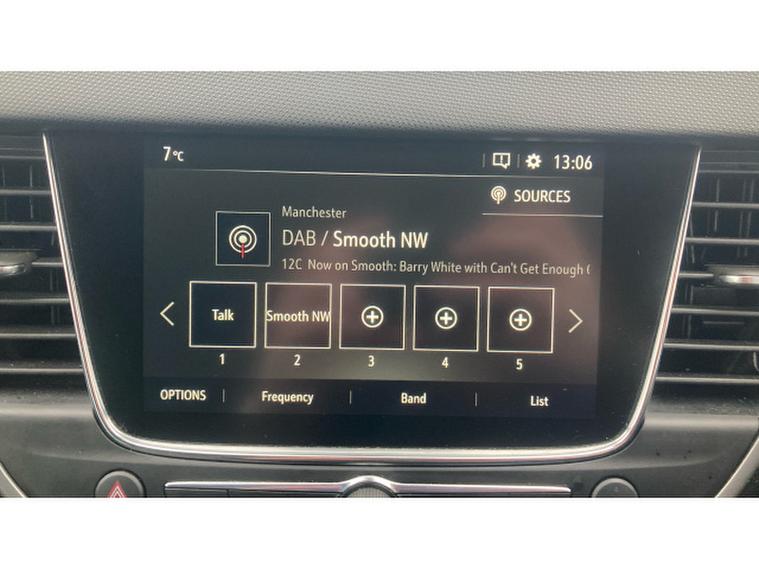 7°C 13:06
SOURCES
Manchester
DAB / Smooth NW
12C Now on Smooth: Barry White with Can't Get Enough (
Talk Smooth NW
1 2 3 4 5
OPTIONS Frequency Band List